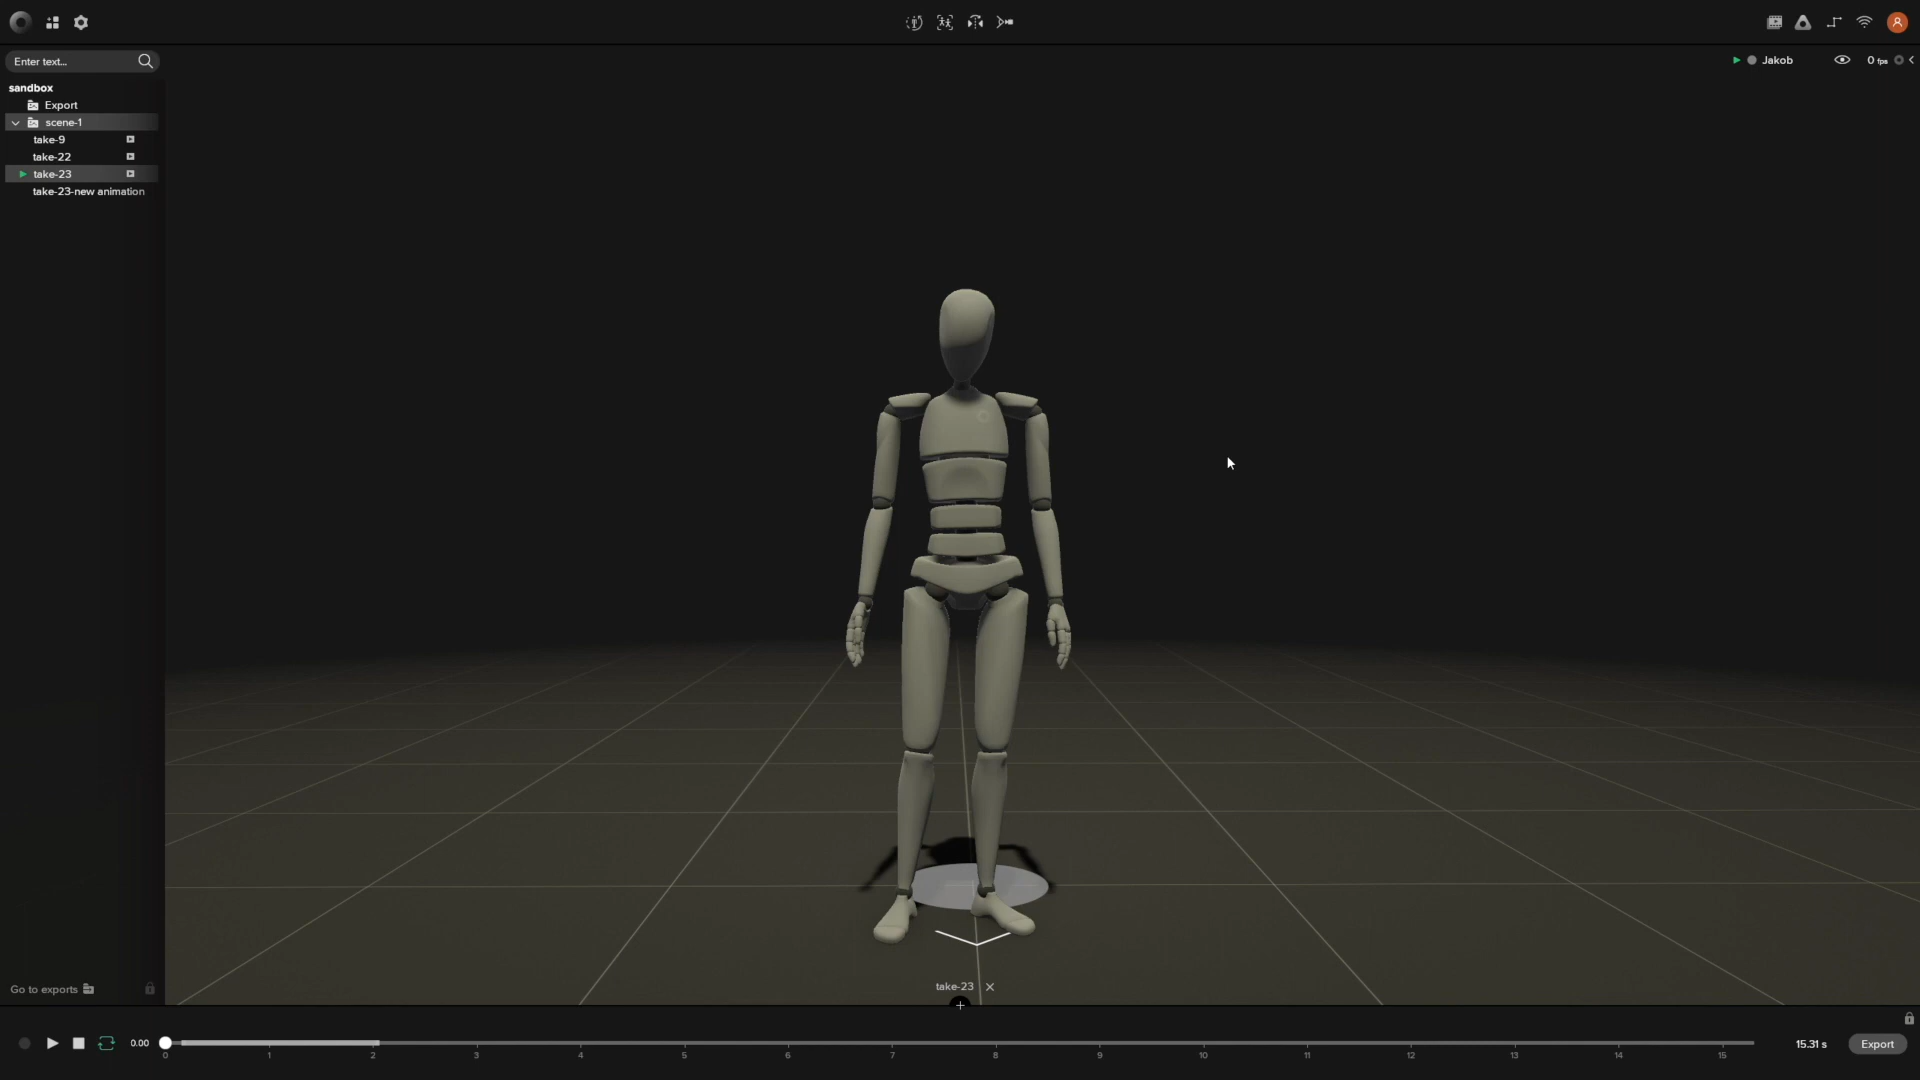 Enter text...
Jakob
0 fps
sandbox
Export
scene-1
take-9
take-22
take-23
take-23-new animation
Go to exports
take-23
0.00
0 1 2 3 4 5 6 7 8 9 10 11 12 13 14 15
15.31 s
Export